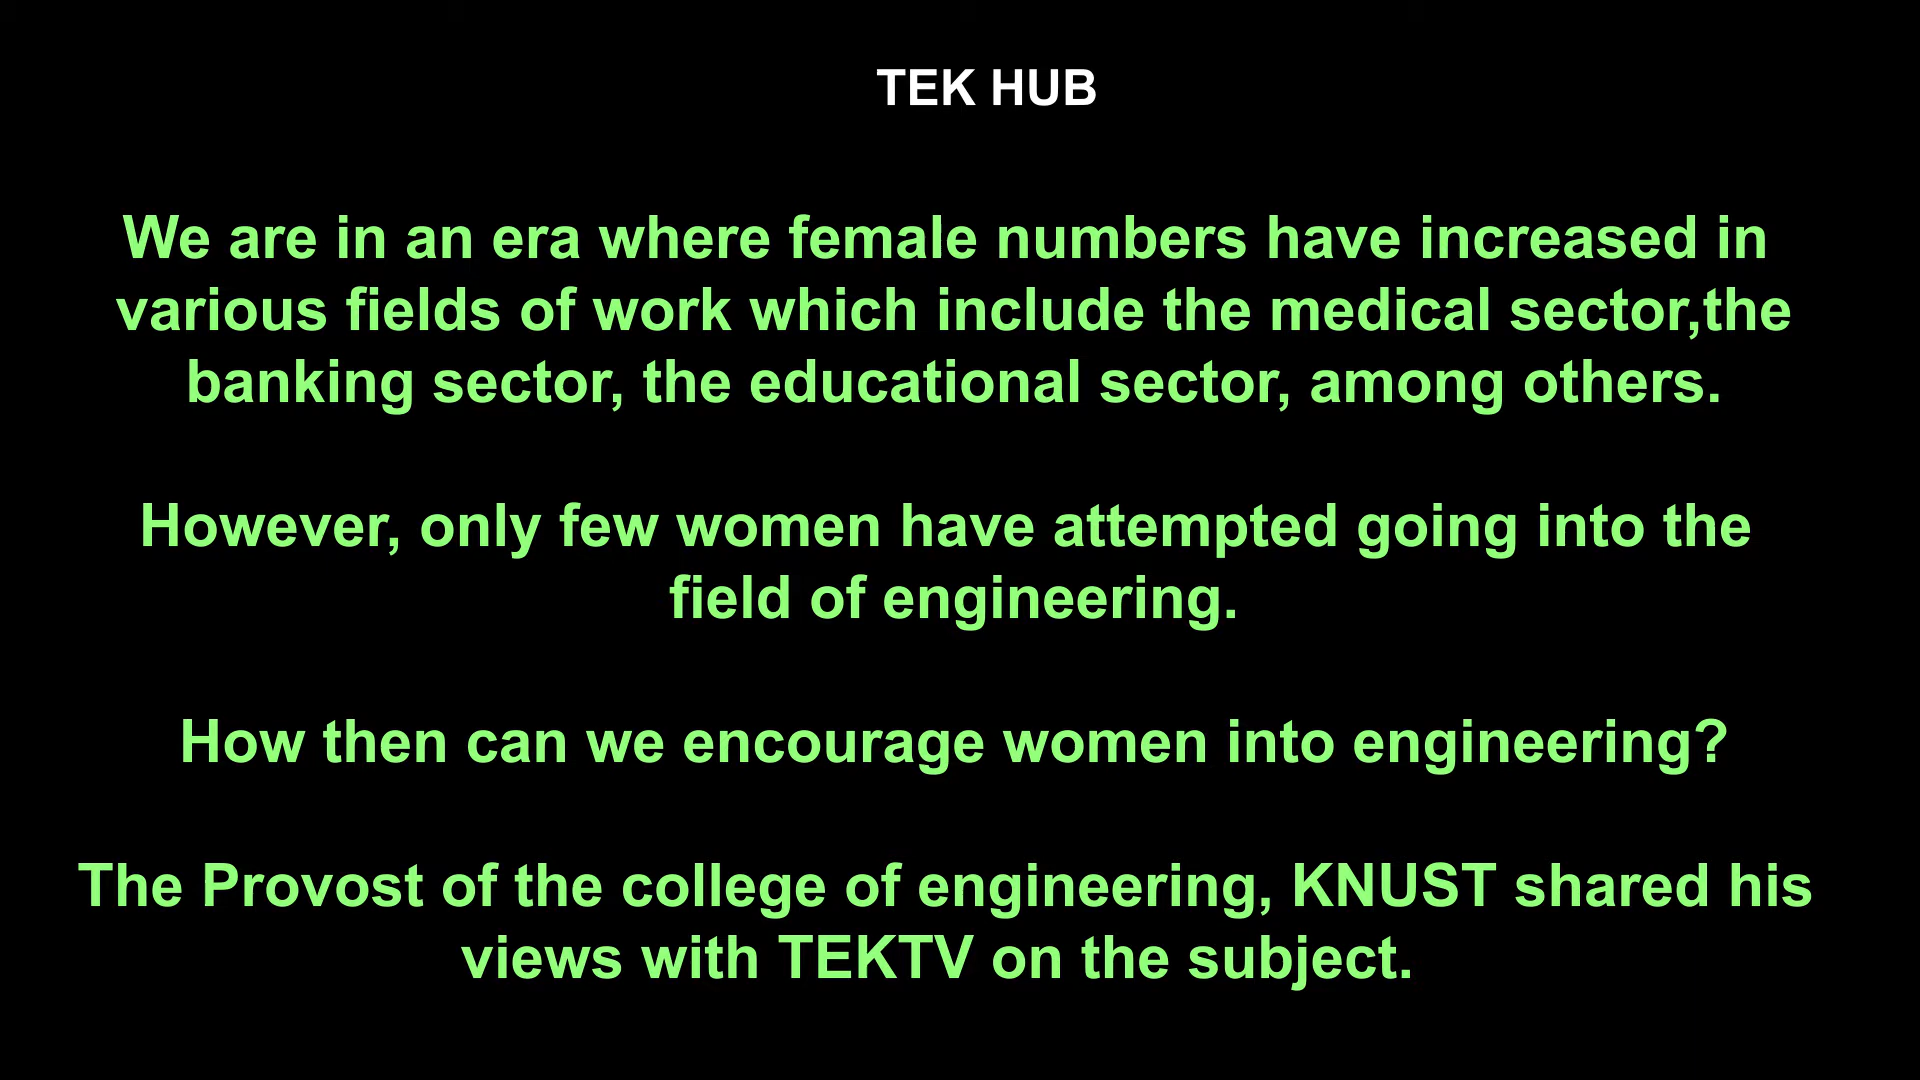 TEK HUB
We are in an era where female numbers have increased in
various fields of work which include the medical sector,the
banking sector, the educational sector, among others.
However, only few women have attempted going into the
field of engineering.
How then can we encourage women into engineering?
The Provost of the college of engineering, KNUST shared his
views with TEKTV on the subject.